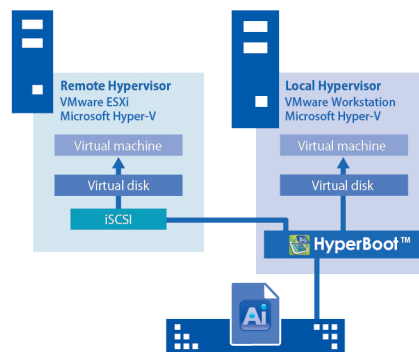 Remote Hypervisor
VMware ESXi
Microsoft Hyper-V
Virtual machine
Virtual disk
iSCSI
Local Hypervisor
VMware Workstation
Microsoft Hyper-V
Virtual machine
Virtual disk
HyperBoot™
Ai